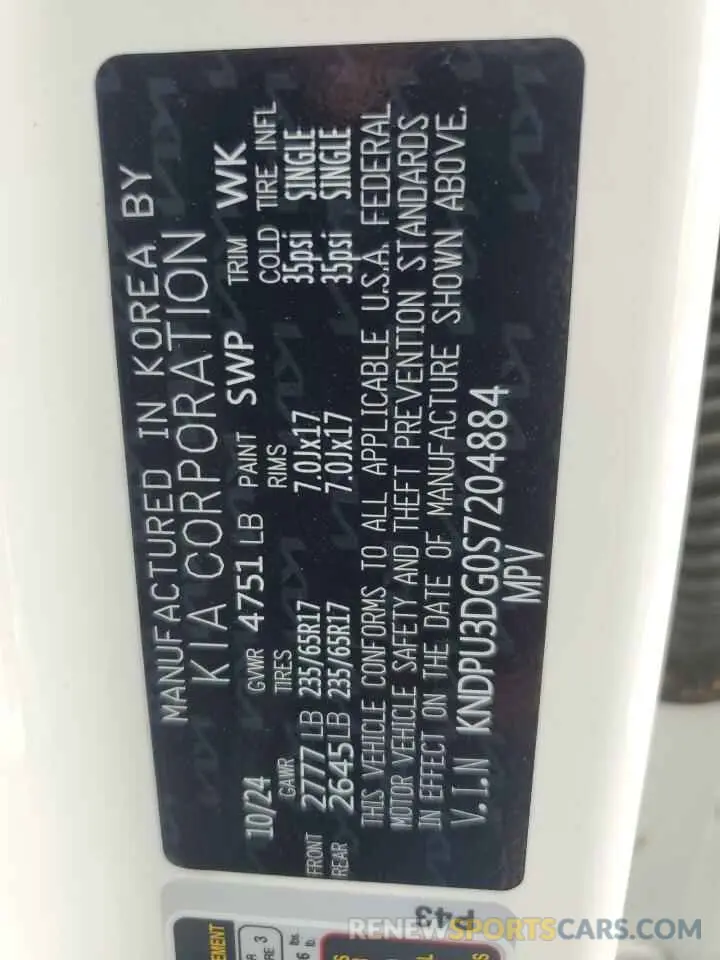 MANUFACTURED IN KOREA BY
KIA CORPORATION
10/24 GVWR 4751 LB PAINT SWP TRIM WK
GAWR TIRES RIMS COLD TIRE INFL
FRONT 2777 LB 235/65R17 7.0Jx17 35psi SINGLE
REAR 2645 LB 235/65R17 7.0Jx17 35psi SINGLE
THIS VEHICLE CONFORMS TO ALL APPLICABLE U.S.A. FEDERAL
MOTOR VEHICLE SAFETY AND THEFT PREVENTION STANDARDS
IN EFFECT ON THE DATE OF MANUFACTURE SHOWN ABOVE.
V.I.N KNDPU3DG0S7204884
MPV
T43
RENEWSPORTSCARS.COM